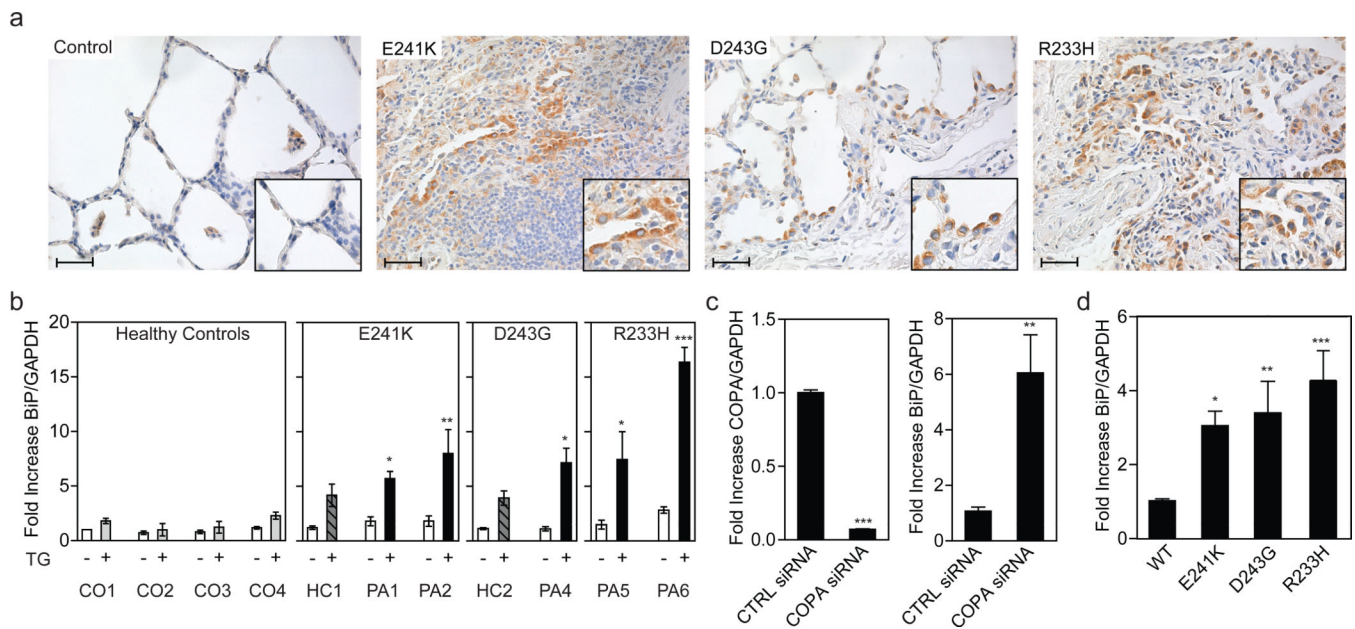 a
Control
E241K
D243G
R233H
b
Fold Increase BiP/GAPDH
20
15
10
5
0
Healthy Controls
E241K
D243G
R233H
* ** * * ***
TG - + - + - + - + - + - + - + - + - + - + - +
CO1 CO2 CO3 CO4 HC1 PA1 PA2 HC2 PA4 PA5 PA6
c
Fold Increase COPA/GAPDH
1.5
1.0
0.5
0.0
***
CTRL siRNA
COPA siRNA
Fold Increase BiP/GAPDH
8
6
4
2
0
**
CTRL siRNA
COPA siRNA
d
Fold Increase BiP/GAPDH
6
4
2
0
* ** ***
WT
E241K
D243G
R233H